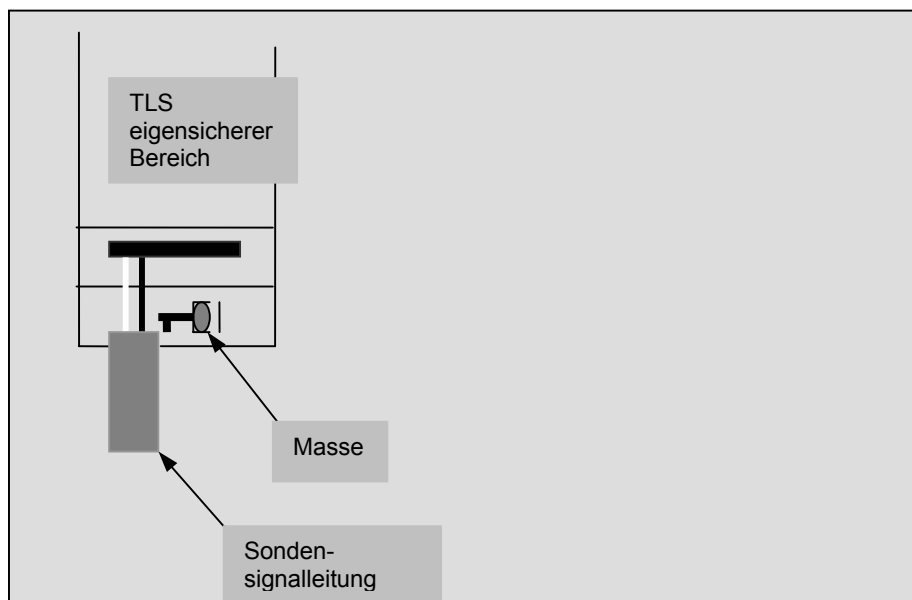 TLS
eigensicherer
Bereich
Masse
Sonden-
signalleitung